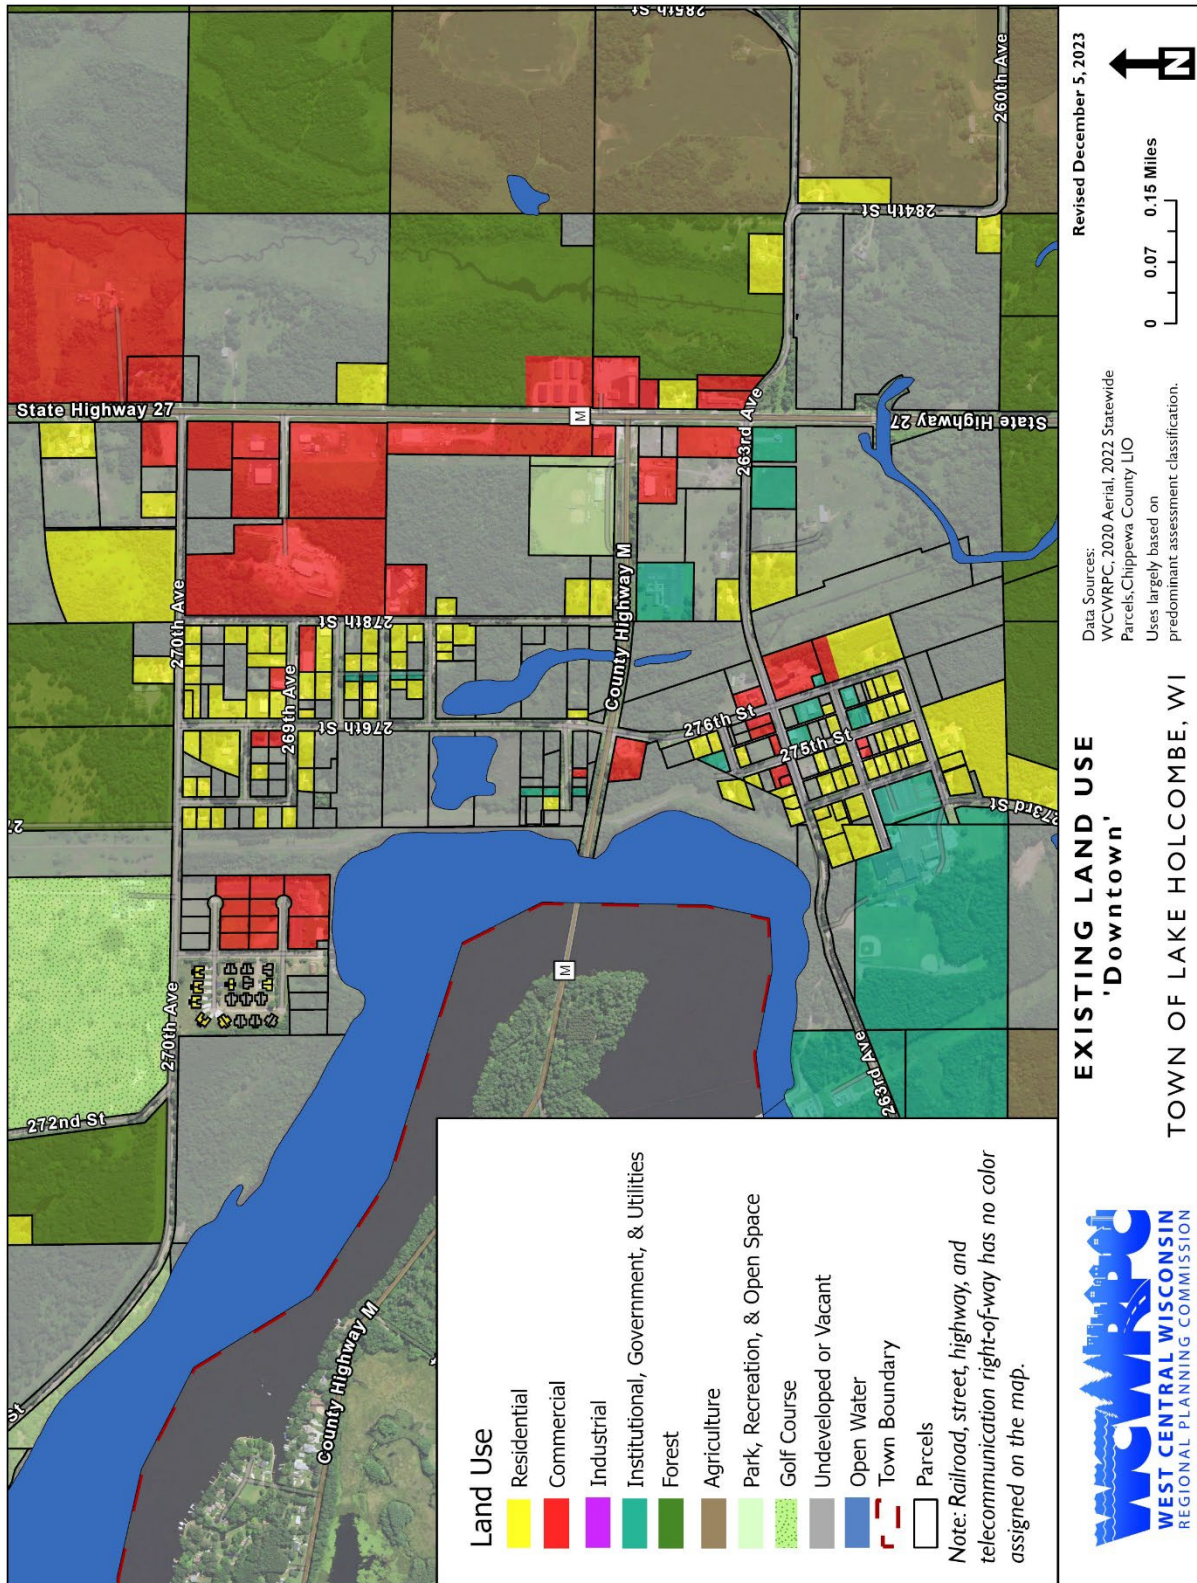 285th St
260th Ave
284th St
State Highway 27
M
263rd Ave
State Highway 27
270th Ave
278th St
County Highway M
269th Ave
276th St
276th St
275th St
273rd St
27
270th Ave
272nd St
M
263rd Ave
St
County Highway M
Land Use
Residential
Commercial
Industrial
Institutional, Government, & Utilities
Forest
Agriculture
Park, Recreation, & Open Space
Golf Course
Undeveloped or Vacant
Open Water
Town Boundary
Parcels
Note: Railroad, street, highway, and
telecommunication right-of-way has no color
assigned on the map.
WCWRPC
WEST CENTRAL WISCONSIN
REGIONAL PLANNING COMMISSION
EXISTING LAND USE
'Downtown'
TOWN OF LAKE HOLCOMBE, WI
Data Sources:
WCWRPC, 2020 Aerial, 2022 Statewide
Parcels,Chippewa County LIO
Uses largely based on
predominant assessment classification.
Revised December 5, 2023
0 0.07 0.15 Miles
N